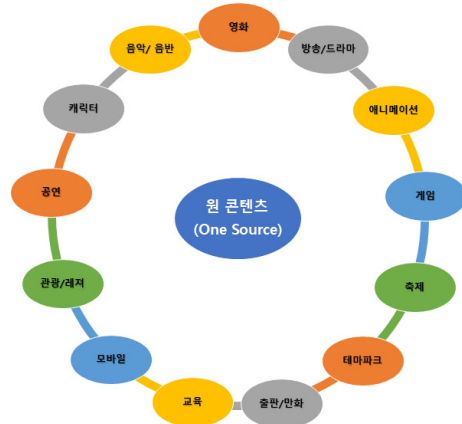 영화
방송/드라마
애니메이션
게임
축제
테마파크
출판/만화
교육
모바일
관광/레져
공연
캐릭터
음악/ 음반
원 콘텐츠
(One Source)